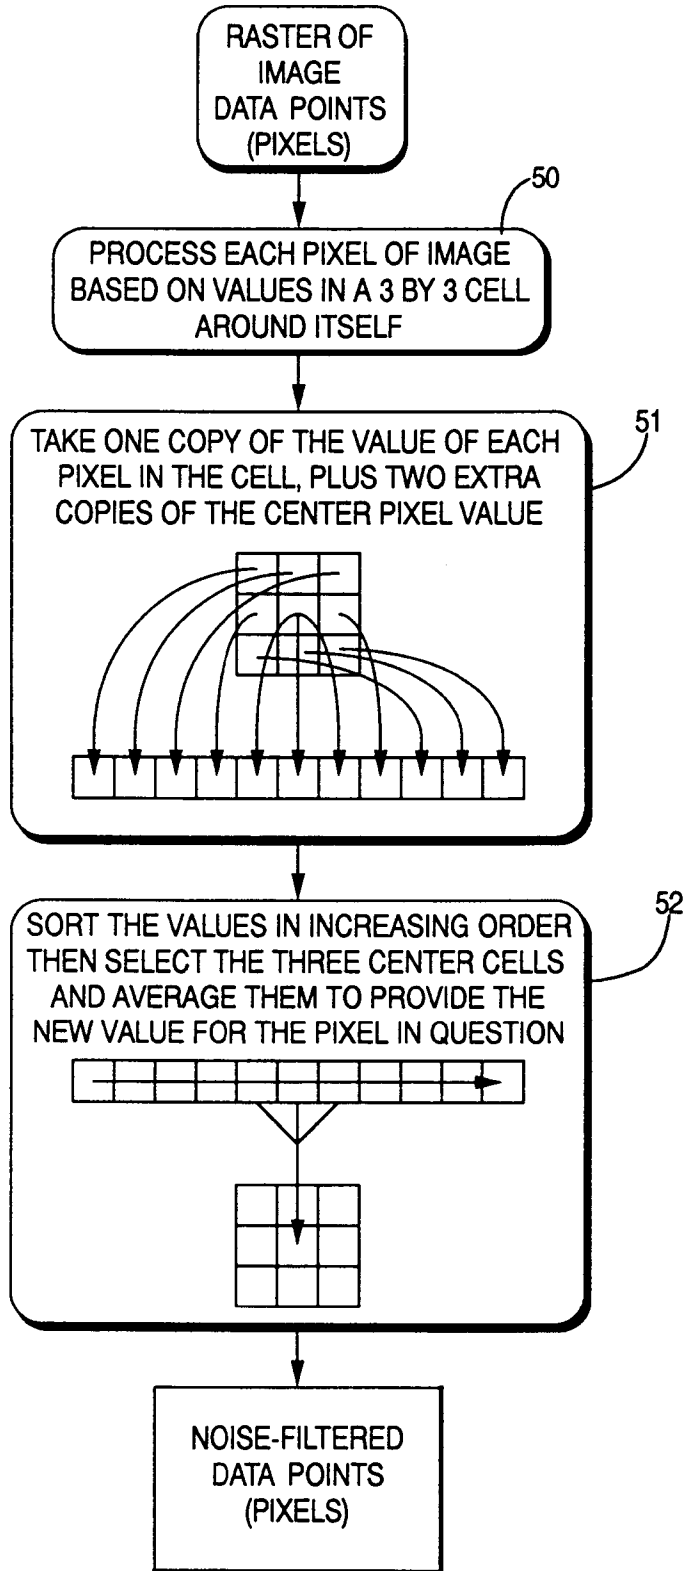 RASTER OF
IMAGE
DATA POINTS
(PIXELS)
50
PROCESS EACH PIXEL OF IMAGE
BASED ON VALUES IN A 3 BY 3 CELL
AROUND ITSELF
51
TAKE ONE COPY OF THE VALUE OF EACH
PIXEL IN THE CELL, PLUS TWO EXTRA
COPIES OF THE CENTER PIXEL VALUE
52
SORT THE VALUES IN INCREASING ORDER
THEN SELECT THE THREE CENTER CELLS
AND AVERAGE THEM TO PROVIDE THE
NEW VALUE FOR THE PIXEL IN QUESTION
NOISE-FILTERED
DATA POINTS
(PIXELS)